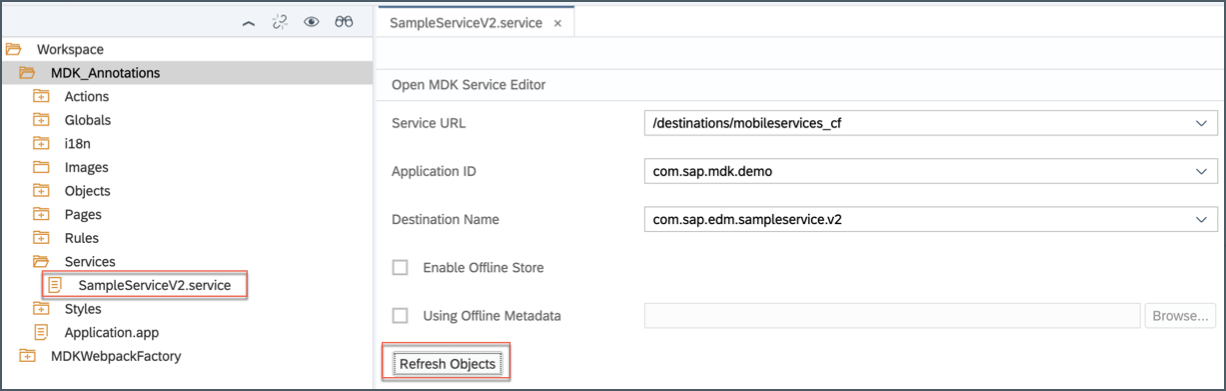 Workspace
MDK_Annotations
Actions
Globals
i18n
Images
Objects
Pages
Rules
Services
SampleServiceV2.service
Styles
Application.app
MDKWebpackFactory
SampleServiceV2.service ×
Open MDK Service Editor
Service URL /destinations/mobileservices_cf
Application ID com.sap.mdk.demo
Destination Name com.sap.edm.sampleservice.v2
Enable Offline Store
Using Offline Metadata Browse...
Refresh Objects